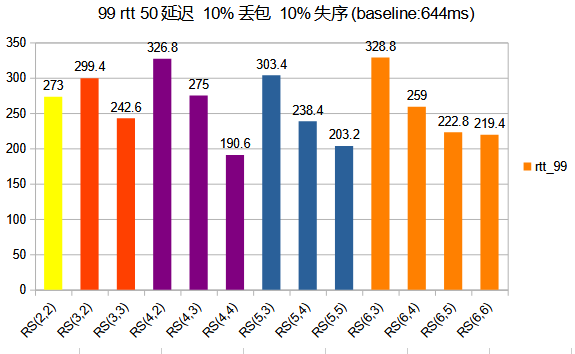 99 rtt 50 延迟 10% 丢包 10% 失序 (baseline:644ms)
350
300
250
200
150
100
50
0
273
299.4
242.6
326.8
275
190.6
303.4
238.4
203.2
328.8
259
222.8
219.4
RS(2,2)
RS(3,2)
RS(3,3)
RS(4,2)
RS(4,3)
RS(4,4)
RS(5,3)
RS(5,4)
RS(5,5)
RS(6,3)
RS(6,4)
RS(6,5)
RS(6,6)
rtt_99